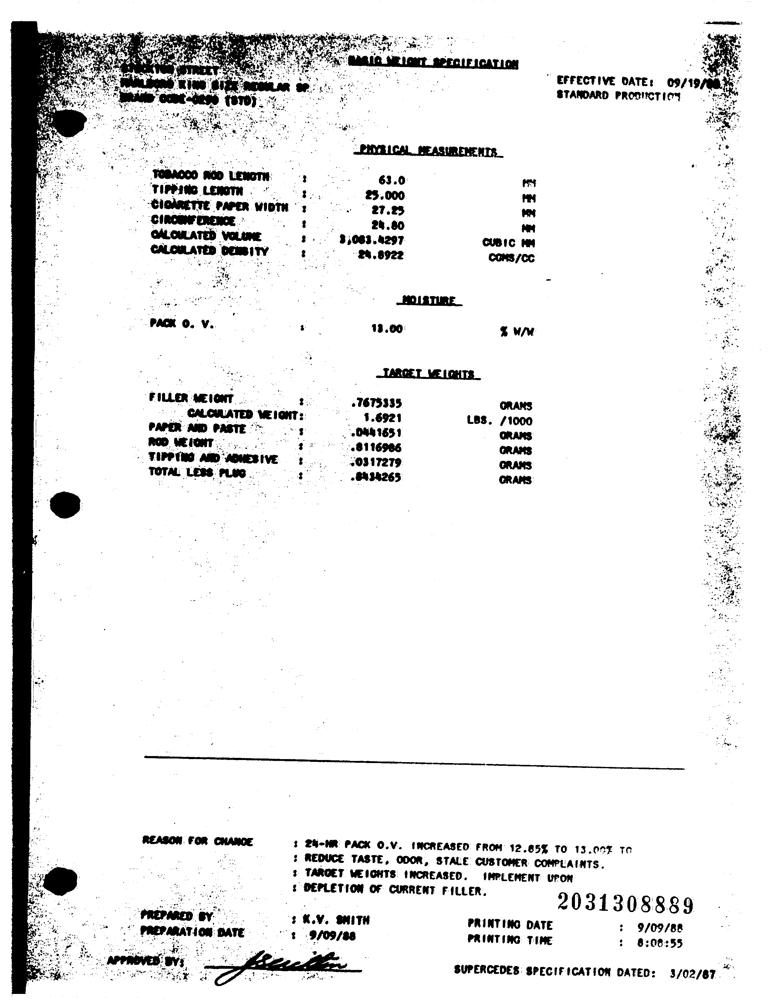 BASIC WEIGHT SPECIFICATION
STOCKTON STREET
MARLBORO KING SIZE REGULAR SP
BRAND CODE-0290 (STD)
EFFECTIVE DATE: 09/19/88
STANDARD PRODUCTION
PHYSICAL MEASUREMENTS
TOBACCO ROD LENGTH : 63.0 MM
TIPPING LENGTH : 25.000 MM
CIGARETTE PAPER WIDTH : 27.25 MM
CIRCUMFERENCE : 24.80 MM
CALCULATED VOLUME : 3,083.4297 CUBIC MM
CALCULATED DENSITY : 24.8922 CGMS/CC
MOISTURE
PACK O. V. : 13.00 % W/W
TARGET WEIGHTS
FILLER WEIGHT : .7675335 GRAMS
CALCULATED WEIGHT: 1.6921 LBS. /1000
PAPER AND PASTE : .0441651 GRAMS
ROD WEIGHT : .8116986 GRAMS
TIPPING AND ADHESIVE : .0317279 GRAMS
TOTAL LESS PLUG : .8434265 GRAMS
REASON FOR CHANGE : 24-HR PACK O.V. INCREASED FROM 12.85% TO 13.00% TO
: REDUCE TASTE, ODOR, STALE CUSTOMER COMPLAINTS.
: TARGET WEIGHTS INCREASED. IMPLEMENT UPON
: DEPLETION OF CURRENT FILLER.
2031308889
PREPARED BY : K.V. SMITH
PREPARATION DATE : 9/09/88
PRINTING DATE : 9/09/88
PRINTING TIME : 8:08:55
APPROVED BY:
SUPERCEDES SPECIFICATION DATED: 3/02/87